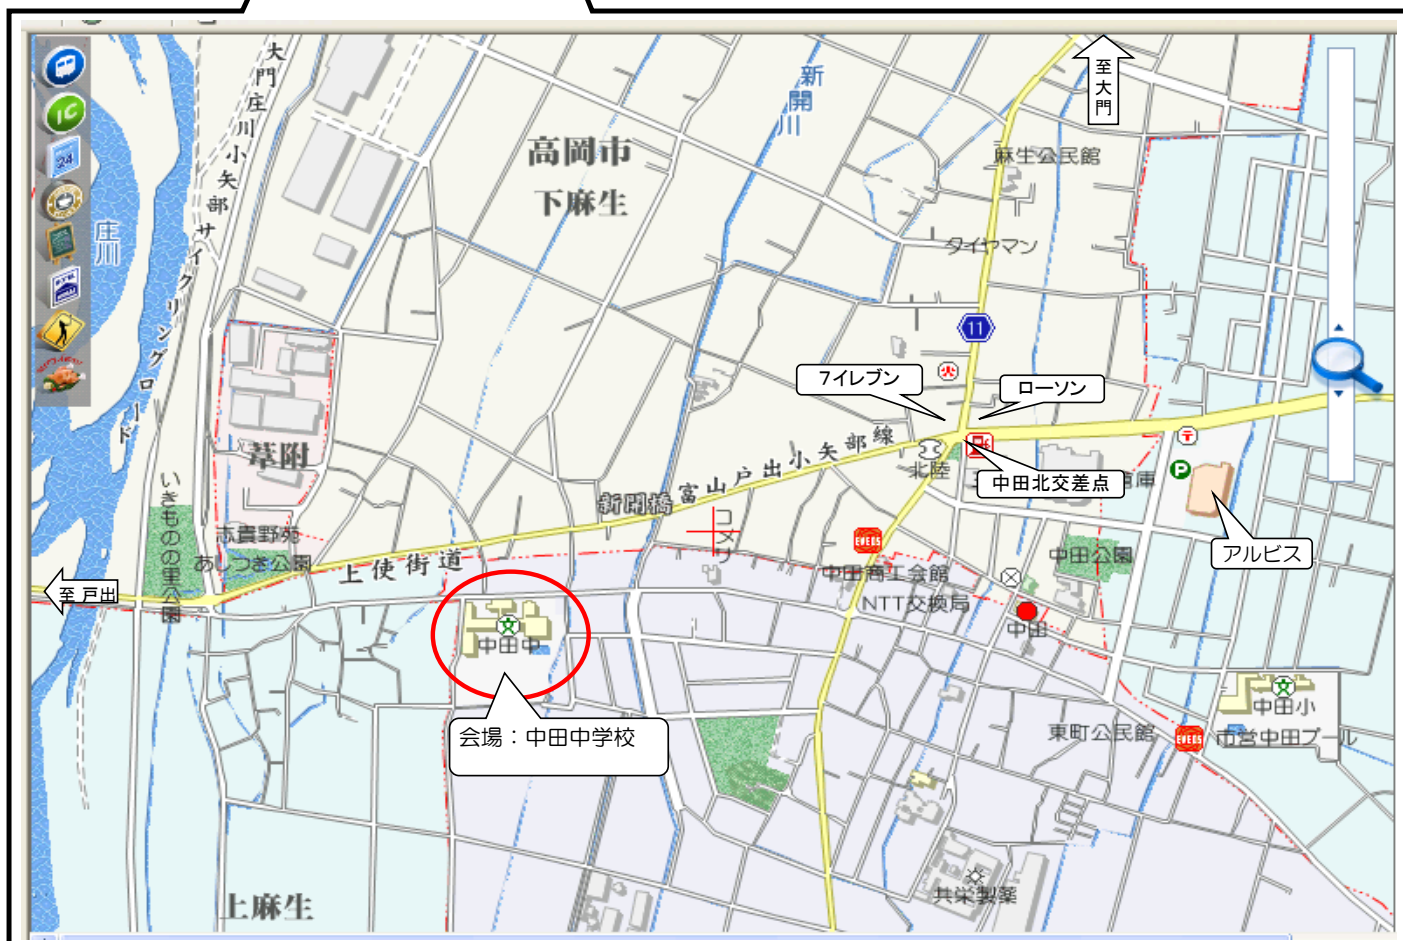 大門庄川小矢部サイクリングロード
新開川
至大門
高岡市
下麻生
麻生公民館
庄川
タイヤマン
11
7イレブン
ローソン
富山戸出小矢部線
北陸
中田北交差点
庫
葦附
いきものの里公園
新開橋
コメリ
志貴野苑
あしつき公園
上使街道
アルビス
中田公園
中田商工会館
NTT交換局
至 戸出
中田
中田中
会場：中田中学校
中田小
東町公民館
市営中田プール
共栄製薬
上麻生
IC
24
P
EVEOS
EVEOS